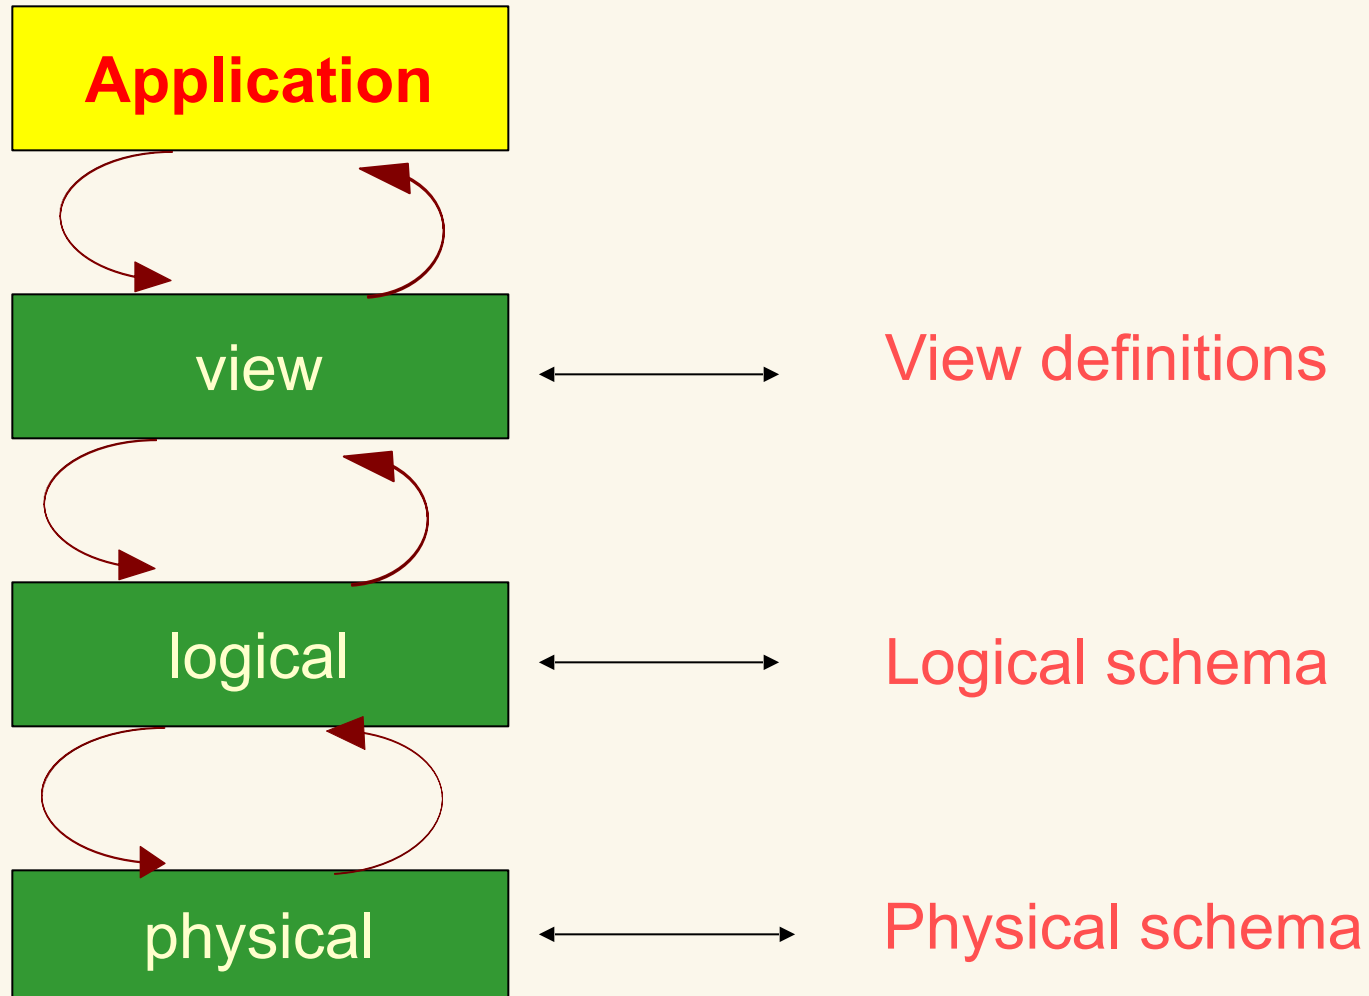 Application
view
View definitions
logical
Logical schema
physical
Physical schema